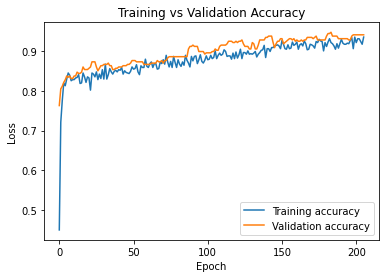 Training vs Validation Accuracy
Loss
0.9
0.8
0.7
0.6
0.5
Training accuracy
Validation accuracy
0
50
100
150
200
Epoch